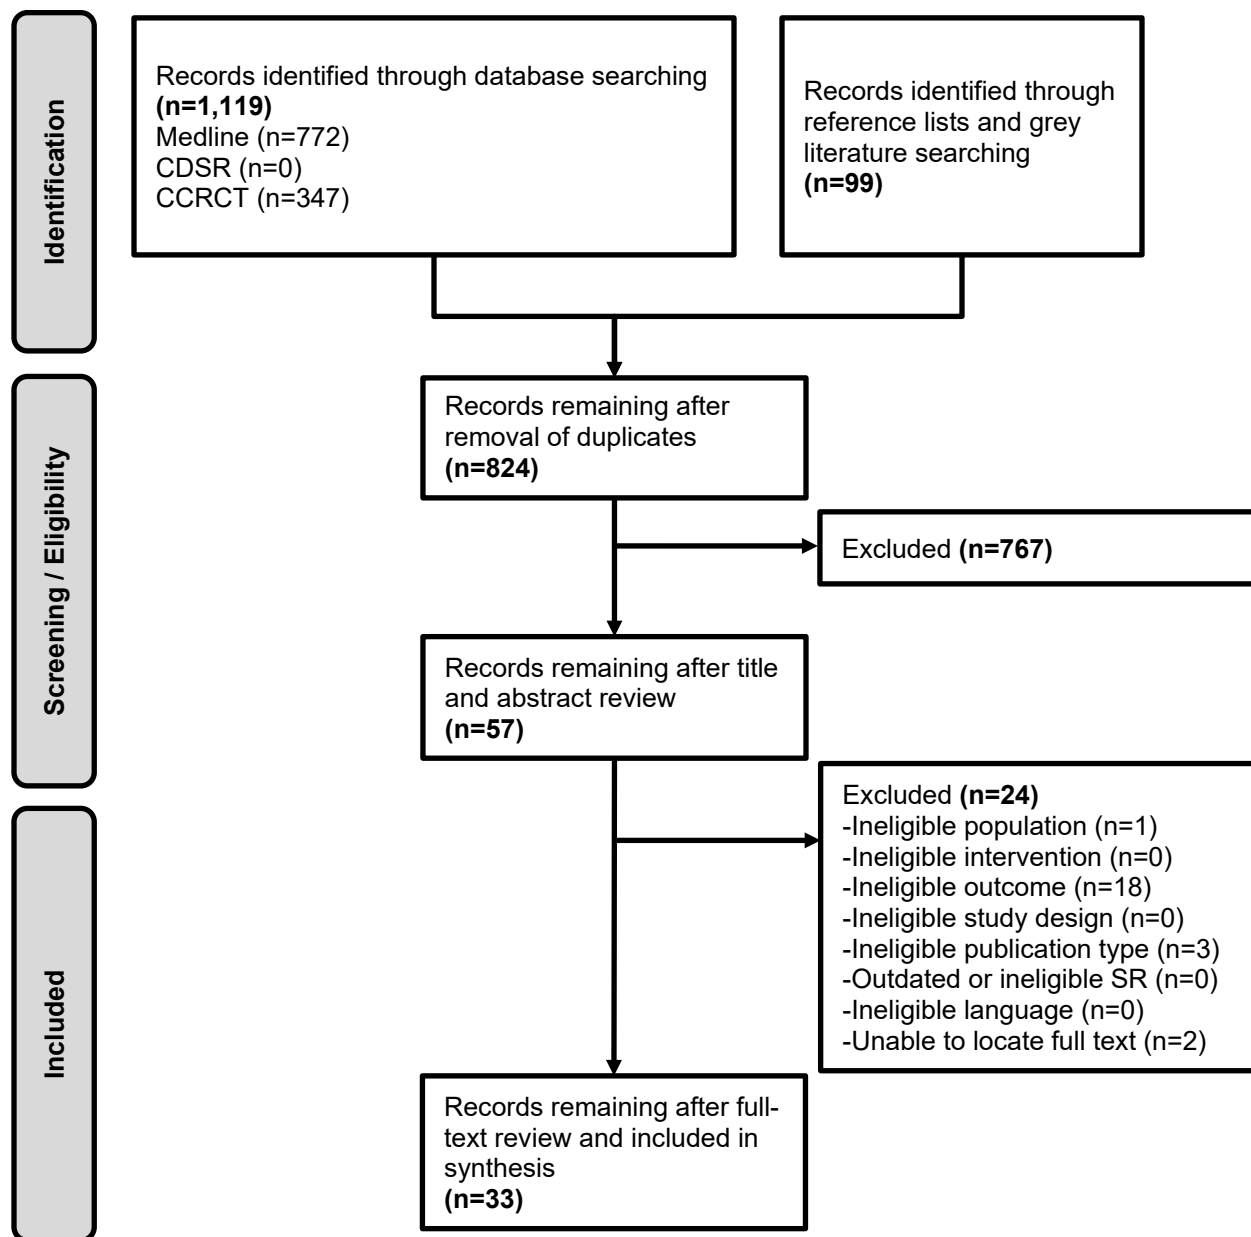 Identification
Records identified through database searching
(n=1,119)
Medline (n=772)
CDSR (n=0)
CCRCT (n=347)
Records identified through
reference lists and grey
literature searching
(n=99)
Screening / Eligibility
Records remaining after
removal of duplicates
(n=824)
Excluded (n=767)
Records remaining after title
and abstract review
(n=57)
Excluded (n=24)
-Ineligible population (n=1)
-Ineligible intervention (n=0)
-Ineligible outcome (n=18)
-Ineligible study design (n=0)
-Ineligible publication type (n=3)
-Outdated or ineligible SR (n=0)
-Ineligible language (n=0)
-Unable to locate full text (n=2)
Included
Records remaining after full-
text review and included in
synthesis
(n=33)